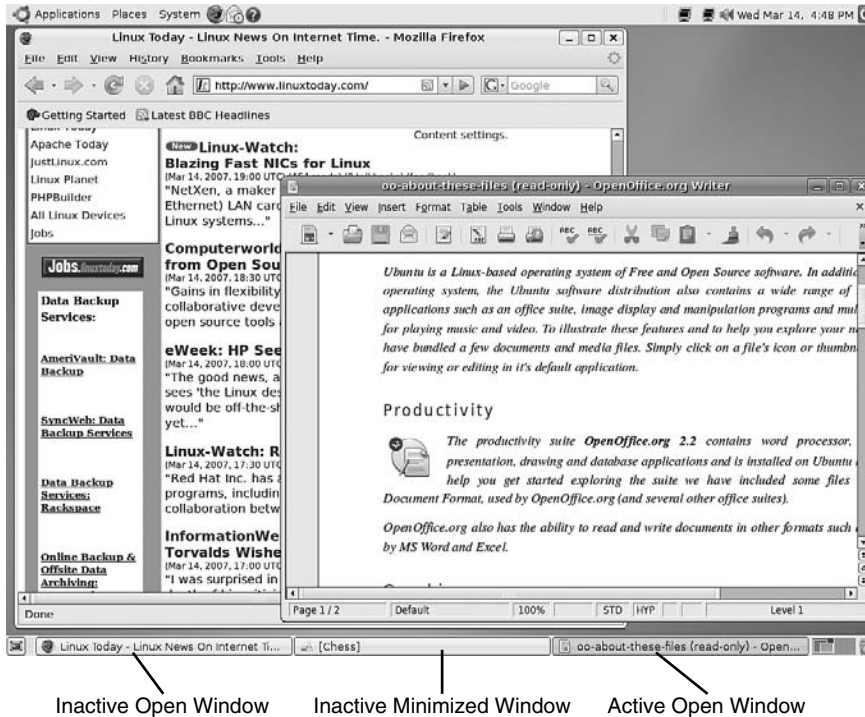 Applications Places System Wed Mar 14, 4:48 PM
Linux Today - Linux News On Internet Time. - Mozilla Firefox
File Edit View History Bookmarks Tools Help
http://www.linuxtoday.com/ Google
Getting Started Latest BBC Headlines
Linux Today
Apache Today
JustLinux.com
Linux Planet
PHPBuilder
All Linux Devices
Jobs
Jobs.linuxtoday.com
Data Backup
Services:
AmeriVault: Data
Backup
SyncWeb: Data
Backup Services
Data Backup
Services:
Rackspace
Online Backup &
Offsite Data
Archiving:
Content settings.
New Linux-Watch:
Blazing Fast NICs for Linux
(Mar 14, 2007, 19:00 UTC)
"NetXen, a maker
Ethernet) LAN card
Linux systems..."
Computerworld
from Open Sou
(Mar 14, 2007, 18:30 UTC
"Gains in flexibility
collaborative deve
open source tools
eWeek: HP See
(Mar 14, 2007, 18:00 UTC
"The good news, a
sees 'the Linux des
would be off-the-sh
yet..."
Linux-Watch: R
(Mar 14, 2007, 17:30 UTC
"Red Hat Inc. has
programs, includin
collaboration betw
InformationWe
Torvalds Wishe
(Mar 14, 2007, 17:00 UTC
"I was surprised in
Done
oo-about-these-files (read-only) - OpenOffice.org Writer
File Edit View Insert Format Table Tools Window Help
ABC ABC
Ubuntu is a Linux-based operating system of Free and Open Source software. In additio
operating system, the Ubuntu software distribution also contains a wide range of
applications such as an office suite, image display and manipulation programs and mul
for playing music and video. To illustrate these features and to help you explore your n
have bundled a few documents and media files. Simply click on a file's icon or thumbn
for viewing or editing in it's default application.
Productivity
The productivity suite OpenOffice.org 2.2 contains word processor,
presentation, drawing and database applications and is installed on Ubuntu
help you get started exploring the suite we have included some files
Document Format, used by OpenOffice.org (and several other office suites).
OpenOffice.org also has the ability to read and write documents in other formats such
by MS Word and Excel.
Page 1 / 2 Default 100% STD HYP Level 1
Linux Today - Linux News On Internet Ti... [Chess] oo-about-these-files (read-only) - Open...
Inactive Open Window Inactive Minimized Window Active Open Window